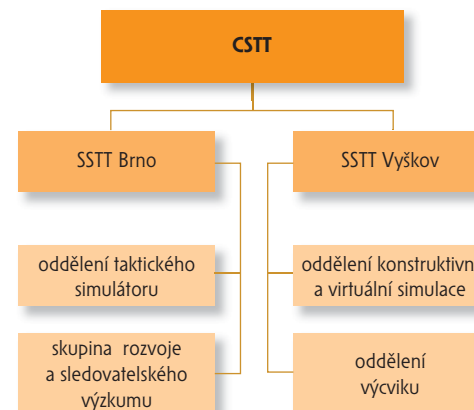 CSTT
SSTT Brno
SSTT Vyškov
oddělení taktického
simulátoru
oddělení konstruktivn
a virtuální simulace
skupina rozvoje
a sledovatelského
výzkumu
oddělení
výcviku